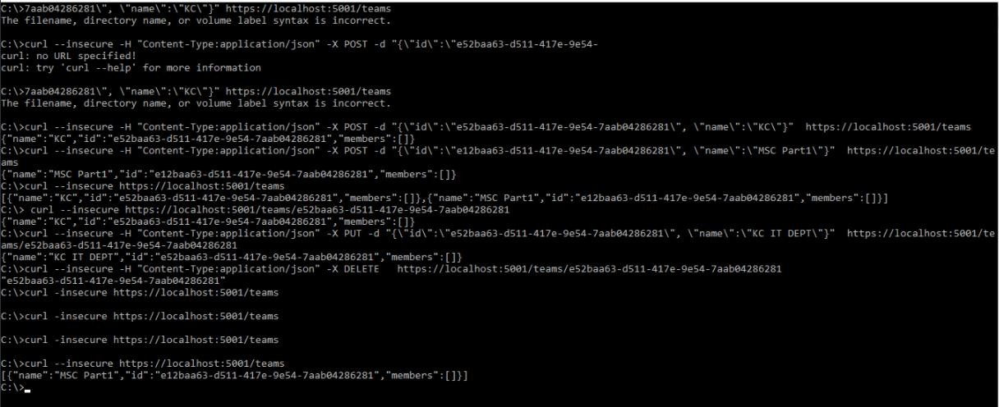 C:\>7aab04286281\", \"name\":\"KC\"}" https://localhost:5001/teams
The filename, directory name, or volume label syntax is incorrect.
C:\>curl --insecure -H "Content-Type:application/json" -X POST -d "{\"id\":\"e52baa63-d511-417e-9e54-
curl: no URL specified!
curl: try 'curl --help' for more information
C:\>7aab04286281\", \"name\":\"KC\"}" https://localhost:5001/teams
The filename, directory name, or volume label syntax is incorrect.
C:\>curl --insecure -H "Content-Type:application/json" -X POST -d "{\"id\":\"e52baa63-d511-417e-9e54-7aab04286281\", \"name\":\"KC\"}"  https://localhost:5001/teams
{"name":"KC","id":"e52baa63-d511-417e-9e54-7aab04286281","members":[]}
C:\>curl --insecure -H "Content-Type:application/json" -X POST -d "{\"id\":\"e12baa63-d511-417e-9e54-7aab04286281\", \"name\":\"MSC Part1\"}"  https://localhost:5001/te
ams
{"name":"MSC Part1","id":"e12baa63-d511-417e-9e54-7aab04286281","members":[]}
C:\>curl --insecure https://localhost:5001/teams
[{"name":"KC","id":"e52baa63-d511-417e-9e54-7aab04286281","members":[]},{"name":"MSC Part1","id":"e12baa63-d511-417e-9e54-7aab04286281","members":[]}]
C:\> curl --insecure https://localhost:5001/teams/e52baa63-d511-417e-9e54-7aab04286281
{"name":"KC","id":"e52baa63-d511-417e-9e54-7aab04286281","members":[]}
C:\>curl --insecure -H "Content-Type:application/json" -X PUT -d "{\"id\":\"e52baa63-d511-417e-9e54-7aab04286281\", \"name\":\"KC IT DEPT\"}"  https://localhost:5001/te
ams/e52baa63-d511-417e-9e54-7aab04286281
{"name":"KC IT DEPT","id":"e52baa63-d511-417e-9e54-7aab04286281","members":[]}
C:\>curl --insecure -H "Content-Type:application/json" -X DELETE   https://localhost:5001/teams/e52baa63-d511-417e-9e54-7aab04286281
"e52baa63-d511-417e-9e54-7aab04286281"
C:\>curl -insecure https://localhost:5001/teams
C:\>curl -insecure https://localhost:5001/teams
C:\>curl -insecure https://localhost:5001/teams
C:\>curl --insecure https://localhost:5001/teams
[{"name":"MSC Part1","id":"e12baa63-d511-417e-9e54-7aab04286281","members":[]}]
C:\>